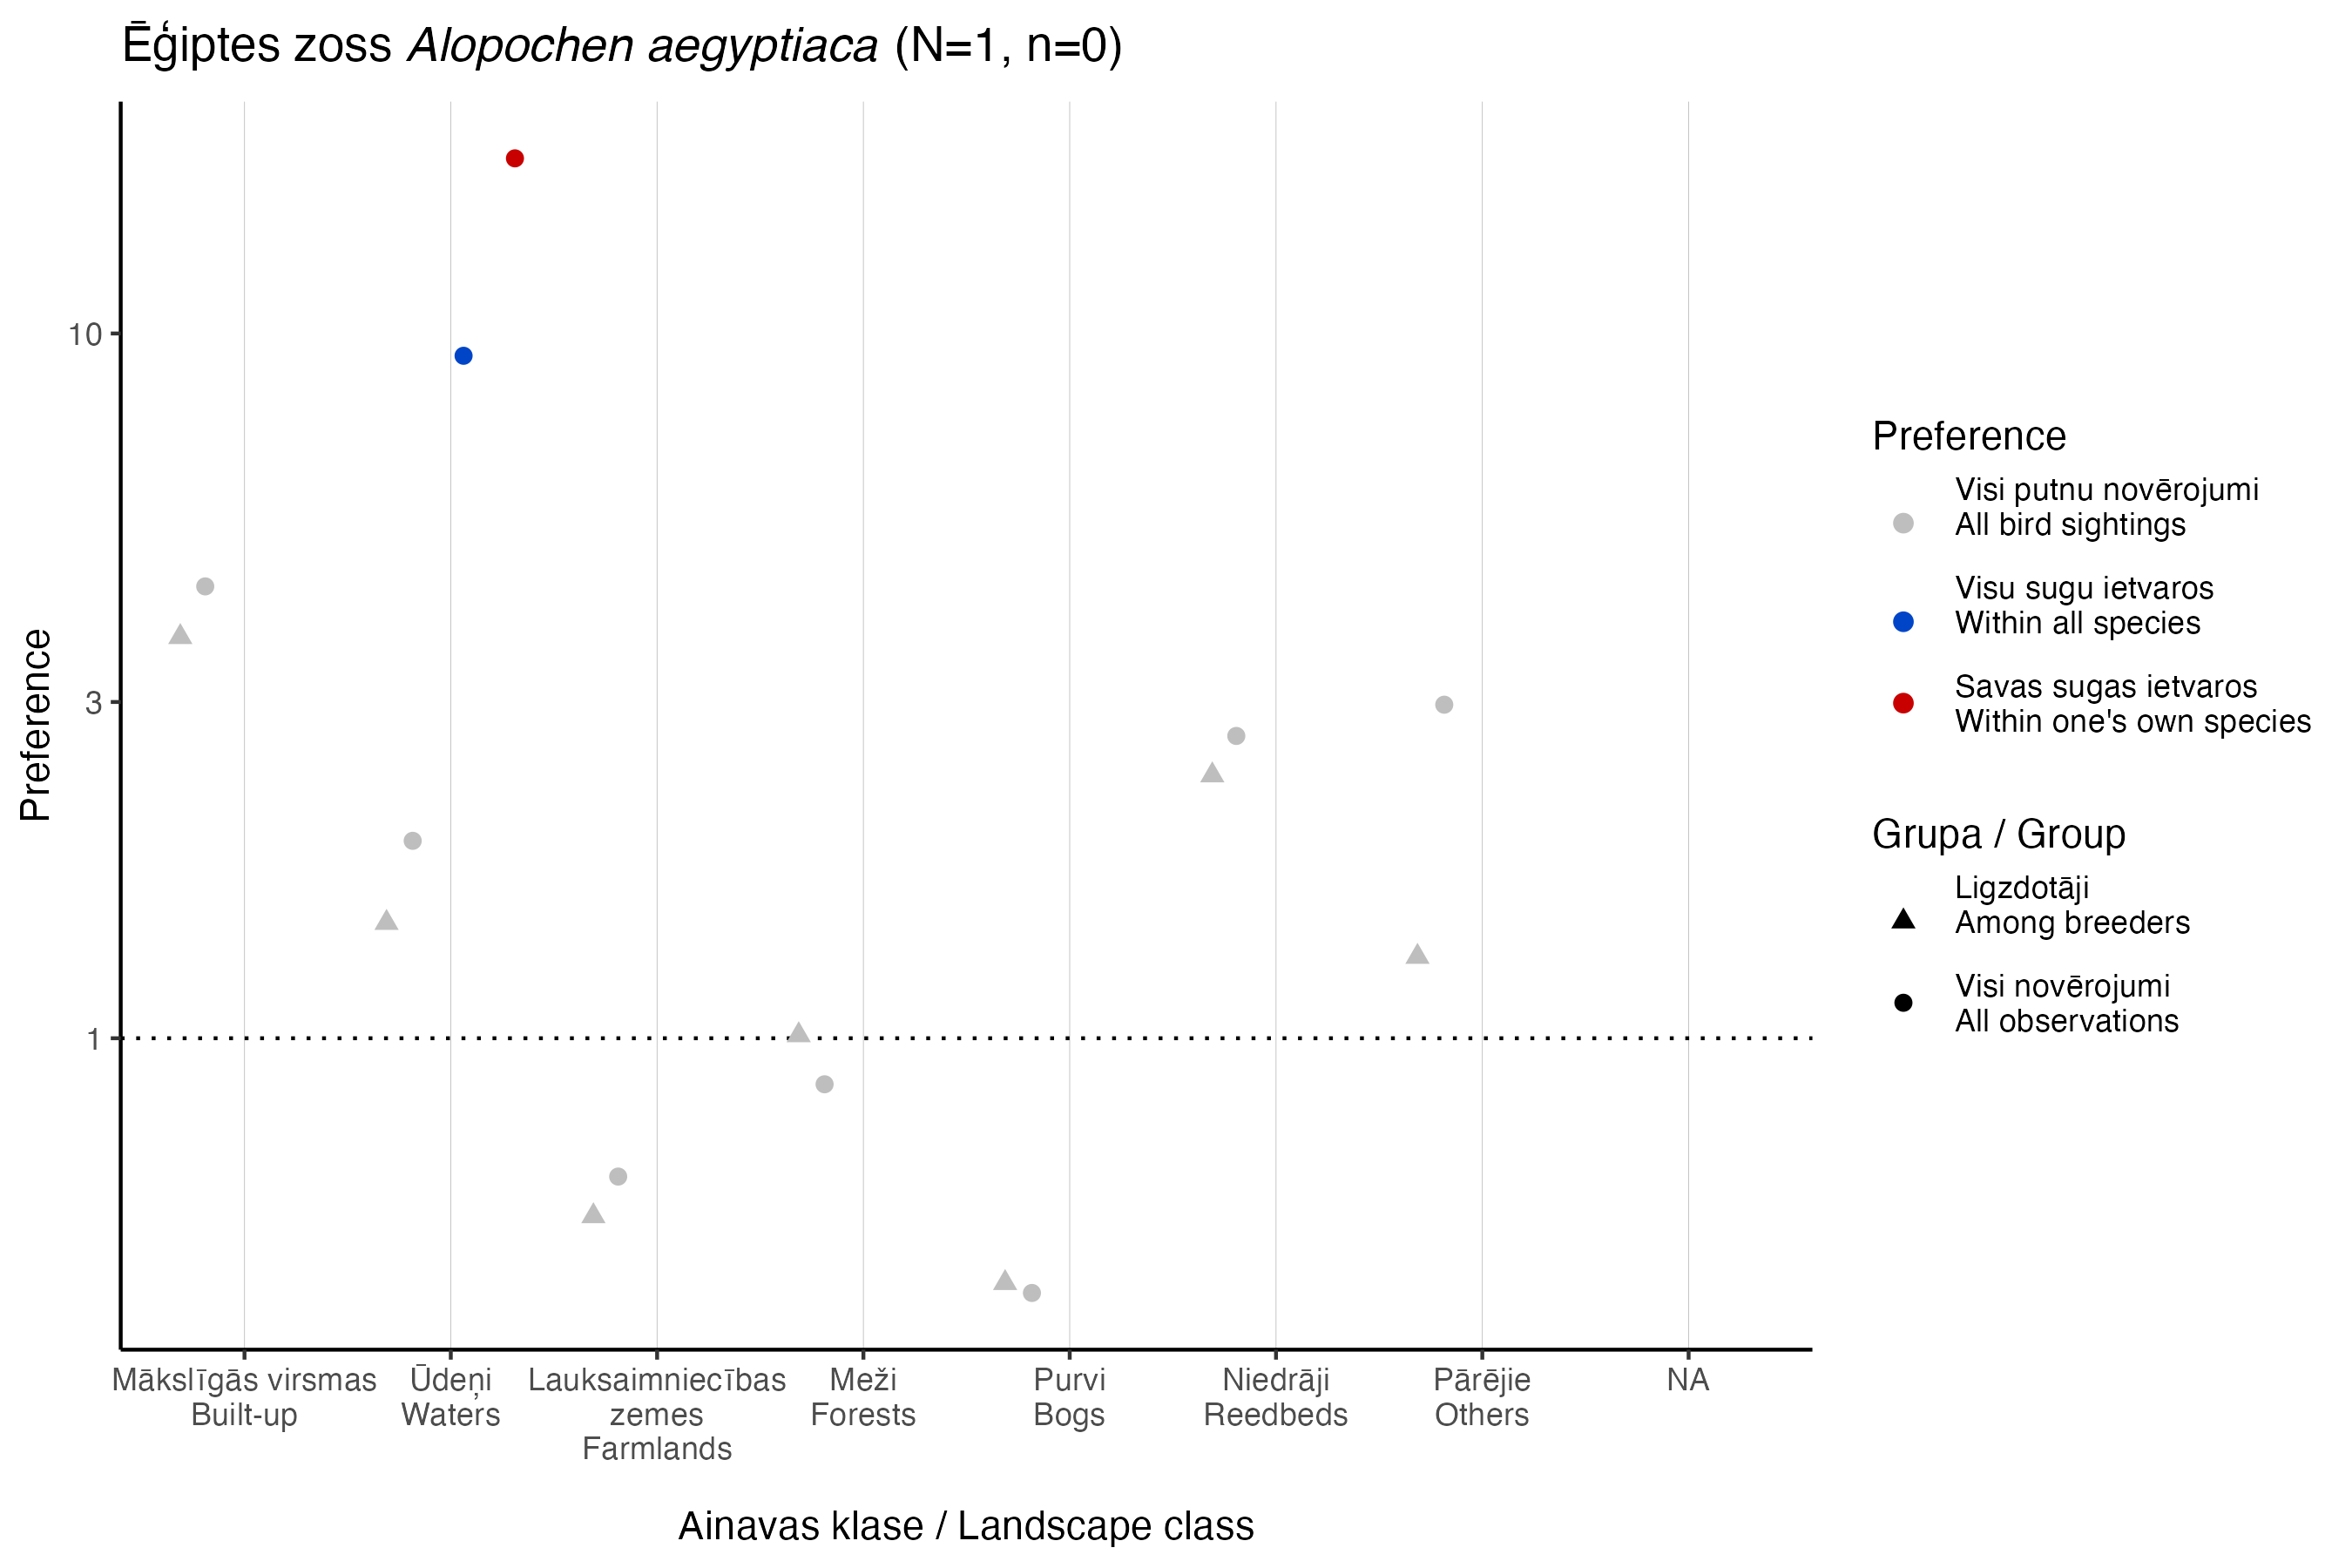 Ēģiptes zoss Alopochen aegyptiaca (N=1, n=0)
Preference
10
3
1
Mākslīgās virsmas
Built-up
Ūdeņi
Waters
Lauksaimniecības
zemes
Farmlands
Meži
Forests
Purvi
Bogs
Niedrāji
Reedbeds
Pārējie
Others
NA
Ainavas klase / Landscape class
Preference
Visi putnu novērojumi
All bird sightings
Visu sugu ietvaros
Within all species
Savas sugas ietvaros
Within one's own species
Grupa / Group
Ligzdotāji
Among breeders
Visi novērojumi
All observations